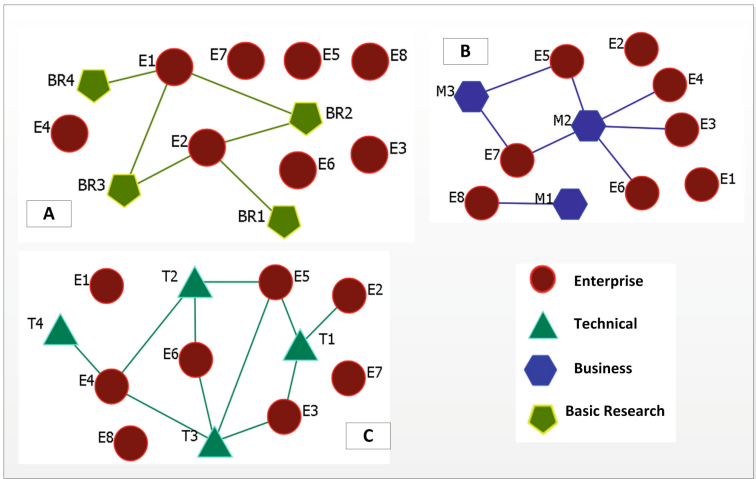 E1
E7
E5
E8
BR4
BR2
E4
E2
E3
E6
BR3
A
BR1
B
E2
E5
E4
M3
M2
E3
E7
E1
E6
E8
M1
T2
E5
E1
E2
T4
T1
E6
E4
E7
E3
E8
T3
C
Enterprise
Technical
Business
Basic Research